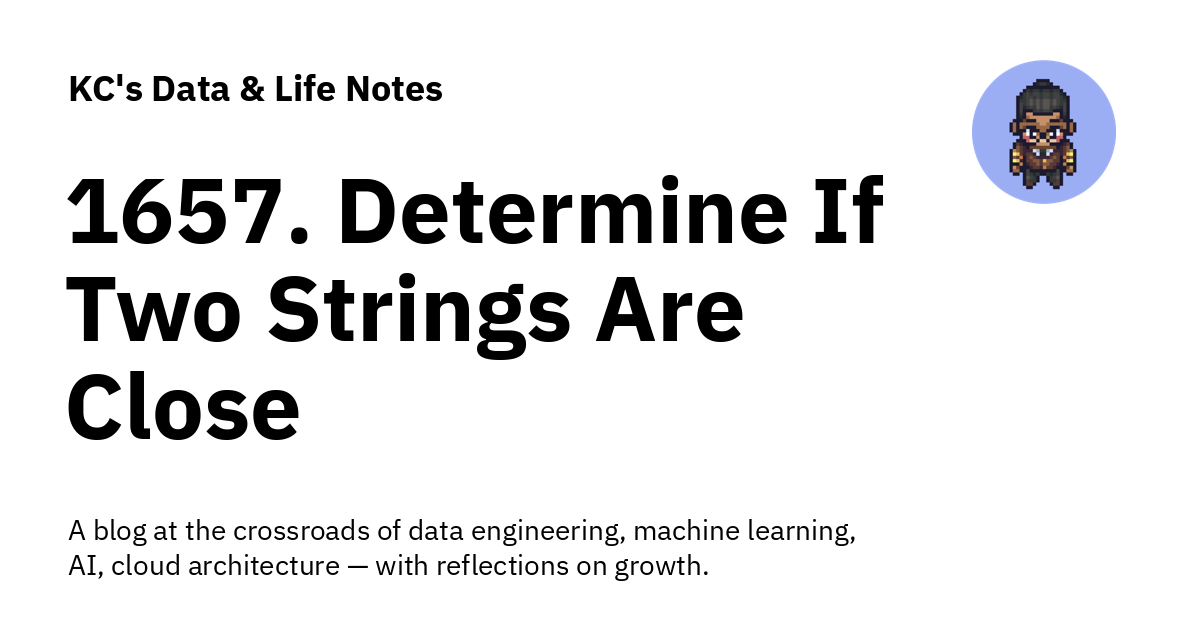 KC's Data & Life Notes
1657. Determine If
Two Strings Are
Close
A blog at the crossroads of data engineering, machine learning,
AI, cloud architecture — with reflections on growth.